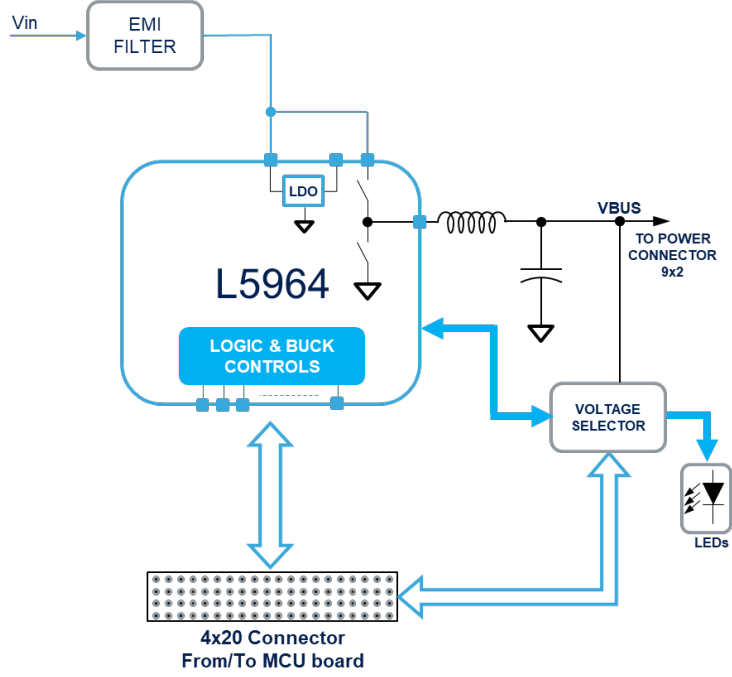 Vin
EMI
FILTER
LDO
VBUS
TO POWER
CONNECTOR
9x2
L5964
LOGIC & BUCK
CONTROLS
VOLTAGE
SELECTOR
LEDs
4x20 Connector
From/To MCU board